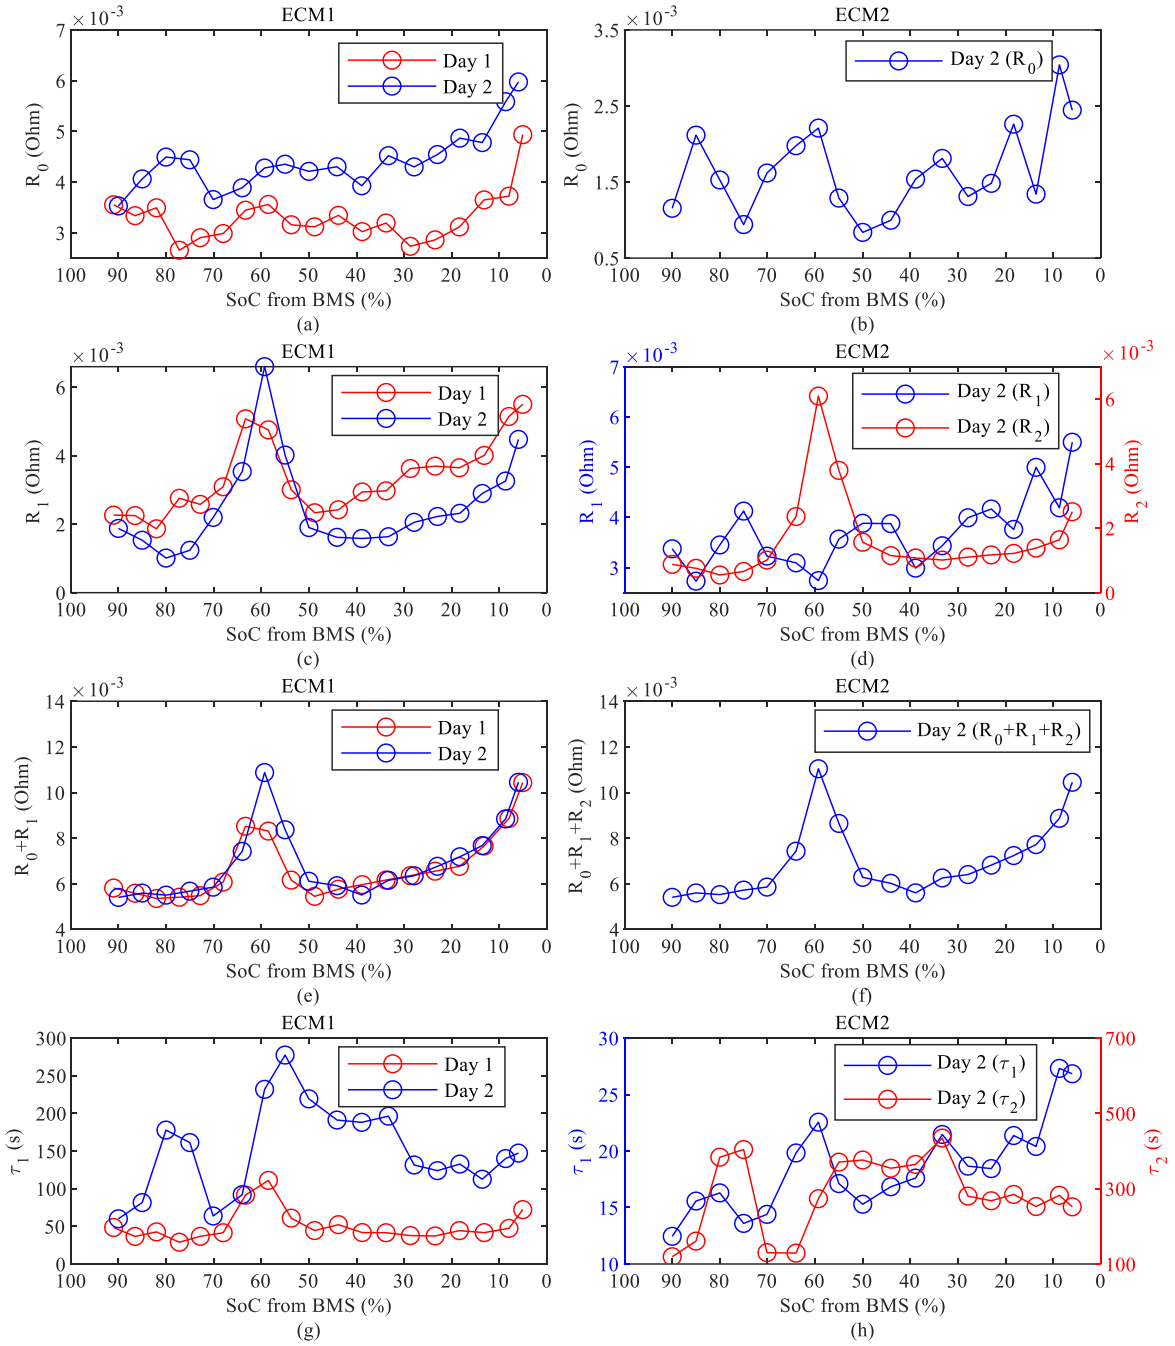 ECM1
×10⁻³
7
6
5
4
3
R₀ (Ohm)
Day 1
Day 2
100 90 80 70 60 50 40 30 20 10 0
SoC from BMS (%)
(a)
ECM2
×10⁻³
3.5
2.5
1.5
0.5
R₀ (Ohm)
Day 2 (R₀)
100 90 80 70 60 50 40 30 20 10 0
SoC from BMS (%)
(b)
ECM1
×10⁻³
6
4
2
0
R₁ (Ohm)
Day 1
Day 2
100 90 80 70 60 50 40 30 20 10 0
SoC from BMS (%)
(c)
ECM2
×10⁻³
7
5
4
3
R₁ (Ohm)
Day 2 (R₁)
Day 2 (R₂)
×10⁻³
6
4
2
0
R₂ (Ohm)
100 90 80 70 60 50 40 30 20 10 0
SoC from BMS (%)
(d)
ECM1
×10⁻³
14
12
10
8
6
4
R₀+R₁ (Ohm)
Day 1
Day 2
100 90 80 70 60 50 40 30 20 10 0
SoC from BMS (%)
(e)
ECM2
×10⁻³
14
12
10
8
6
4
R₀+R₁+R₂ (Ohm)
Day 2 (R₀+R₁+R₂)
100 90 80 70 60 50 40 30 20 10 0
SoC from BMS (%)
(f)
ECM1
300
250
200
150
100
50
0
τ₁ (s)
Day 1
Day 2
100 90 80 70 60 50 40 30 20 10 0
SoC from BMS (%)
(g)
ECM2
30
25
20
15
10
τ₁ (s)
Day 2 (τ₁)
Day 2 (τ₂)
700
500
300
100
τ₂ (s)
100 90 80 70 60 50 40 30 20 10 0
SoC from BMS (%)
(h)